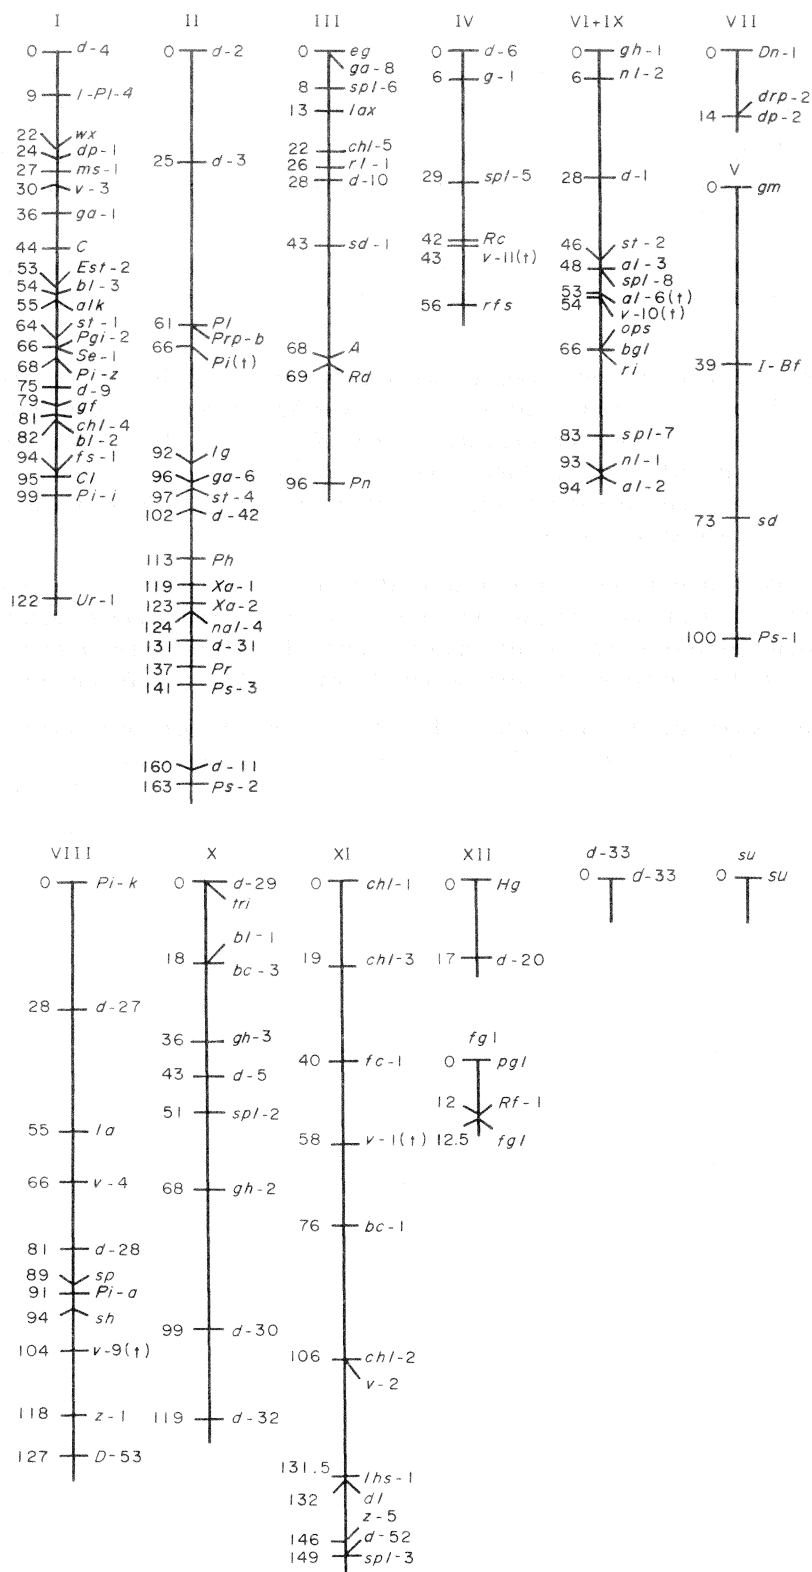 I
0 d-4
9 I-Pl-4
22 wx
24 dp-1
27 ms-1
30 v-3
36 ga-1
44 C
53 Est-2
54 bl-3
55 alk
64 st-1
66 Pgi-2
Se-1
68 Pi-z
75 d-9
79 gf
81 chl-4
82 bl-2
94 fs-1
95 Cl
99 Pi-i
122 Ur-1
II
0 d-2
25 d-3
61 Pl
Prp-b
66 Pi(t)
92 lg
96 ga-6
97 st-4
102 d-42
113 Ph
119 Xa-1
123 Xa-2
124 nal-4
131 d-31
137 Pr
141 Ps-3
160 d-11
163 Ps-2
III
0 eg
ga-8
8 spl-6
13 lax
22 chl-5
26 rl-1
28 d-10
43 sd-1
68 A
69 Rd
96 Pn
IV
0 d-6
6 g-1
29 spl-5
42 Rc
43 v-11(t)
56 rfs
VI+IX
0 gh-1
6 nl-2
28 d-1
46 st-2
48 al-3
spl-8
53 al-6(t)
54 v-10(t)
ops
66 bgl
ri
83 spl-7
93 nl-1
94 al-2
VII
0 Dn-1
drp-2
14 dp-2
V
0 gm
39 I-Bf
73 sd
100 Ps-1
VIII
0 Pi-k
28 d-27
55 la
66 v-4
81 d-28
89 sp
91 Pi-a
94 sh
104 v-9(t)
118 z-1
127 D-53
X
0 d-29
tri
bl-1
18 bc-3
36 gh-3
43 d-5
51 spl-2
68 gh-2
99 d-30
119 d-32
XI
0 chl-1
19 chl-3
40 fc-1
58 v-1(t)
76 bc-1
106 chl-2
v-2
131.5 lhs-1
132 dl
z-5
146 d-52
149 spl-3
XII
0 Hg
17 d-20
fgl
0 pgl
12 Rf-1
12.5 fgl
d-33
0 d-33
su
0 su